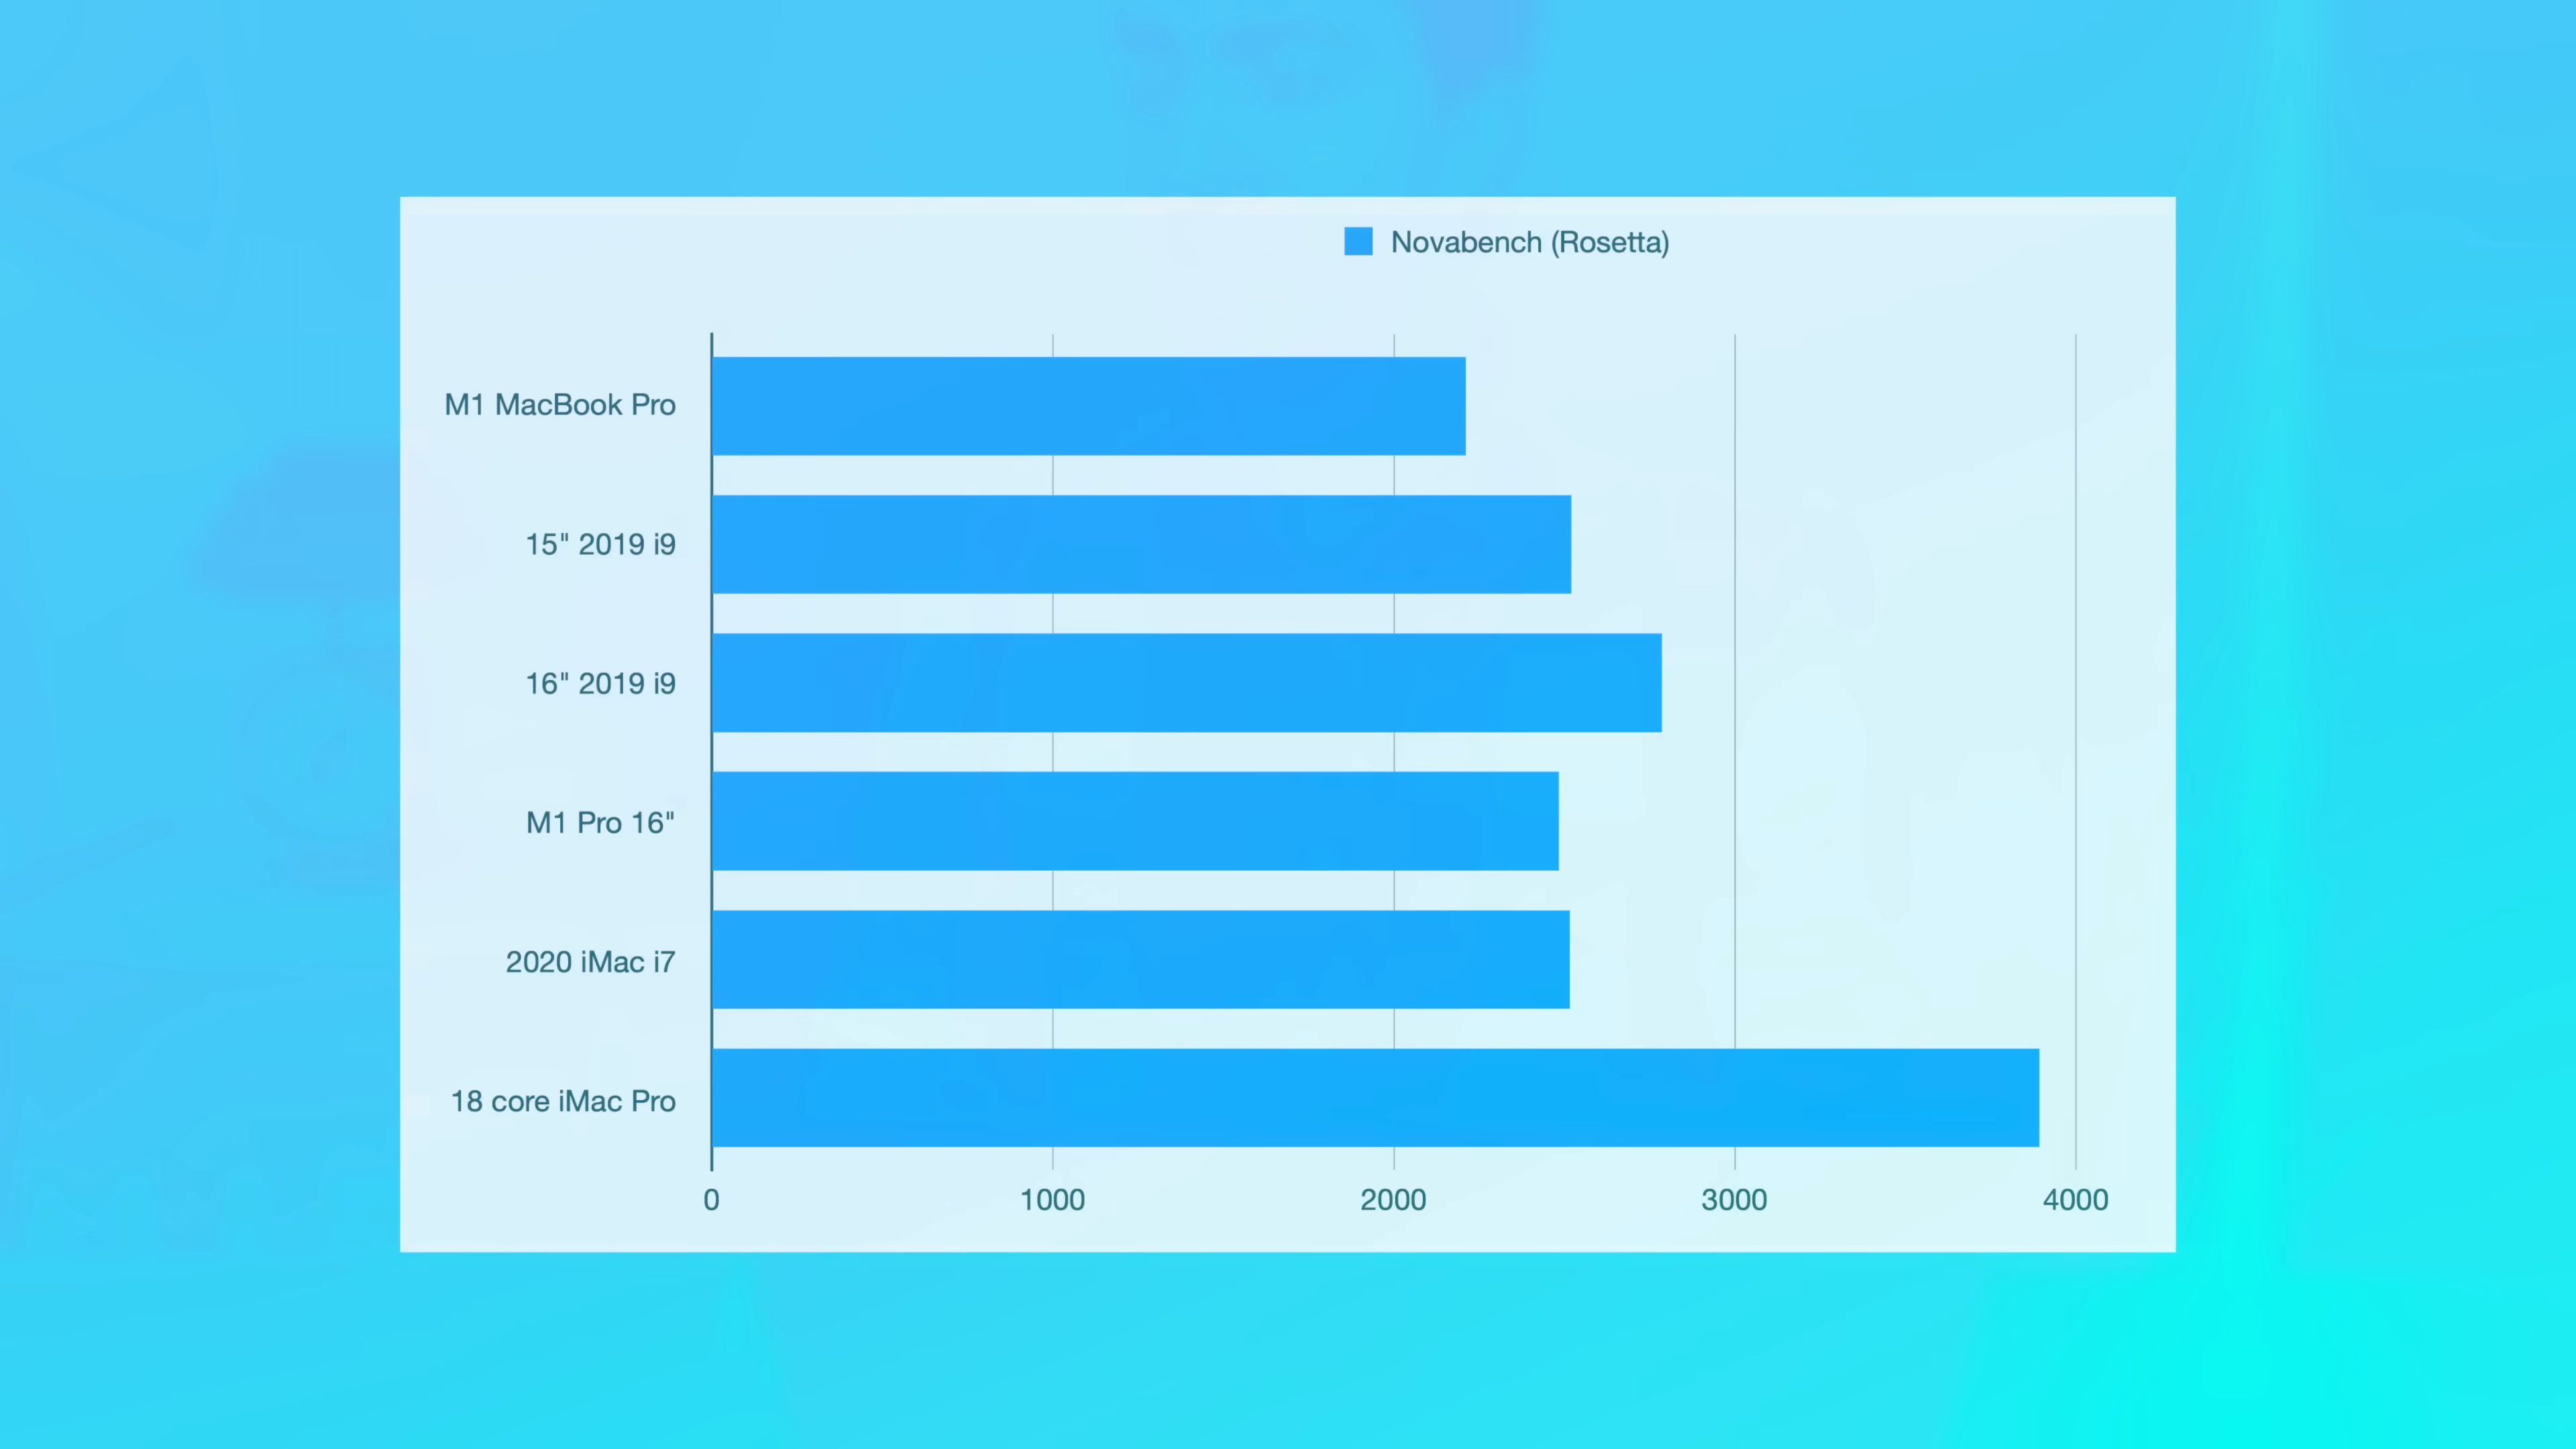 Novabench (Rosetta)
M1 MacBook Pro
15" 2019 i9
16" 2019 i9
M1 Pro 16"
2020 iMac i7
18 core iMac Pro
0 1000 2000 3000 4000